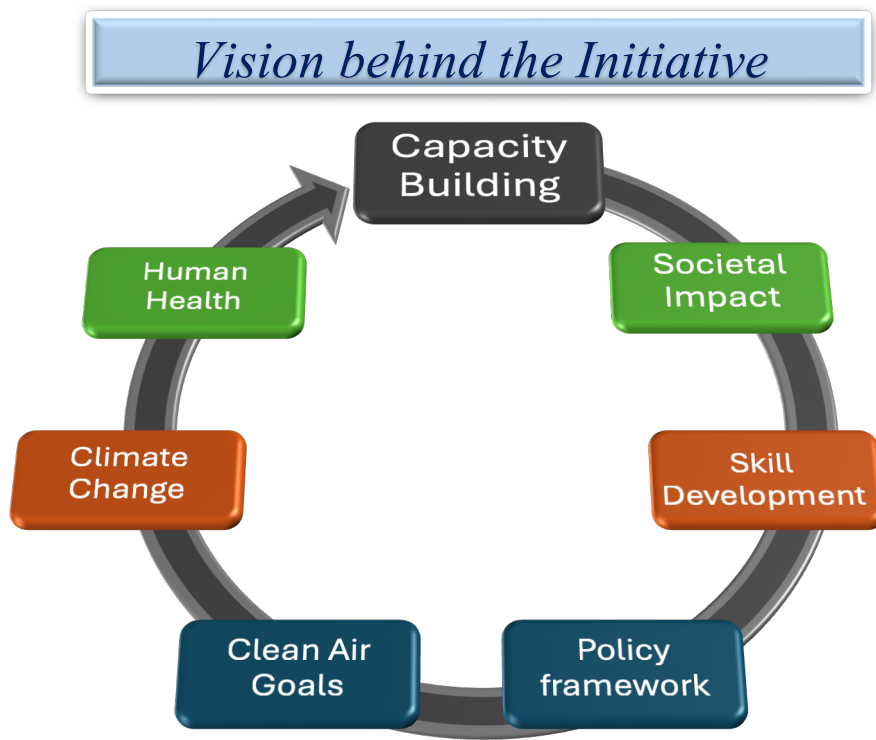 Vision behind the Initiative
Capacity
Building
Societal
Impact
Skill
Development
Policy
framework
Clean Air
Goals
Climate
Change
Human
Health